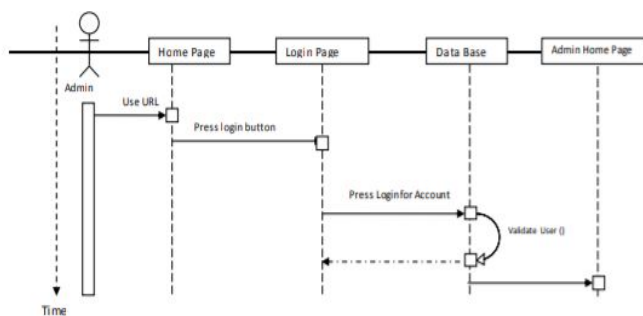 Home Page
Login Page
Data Base
Admin Home Page
Admin
Use URL
Press login button
Press Loginfor Account
Validate User ()
Time